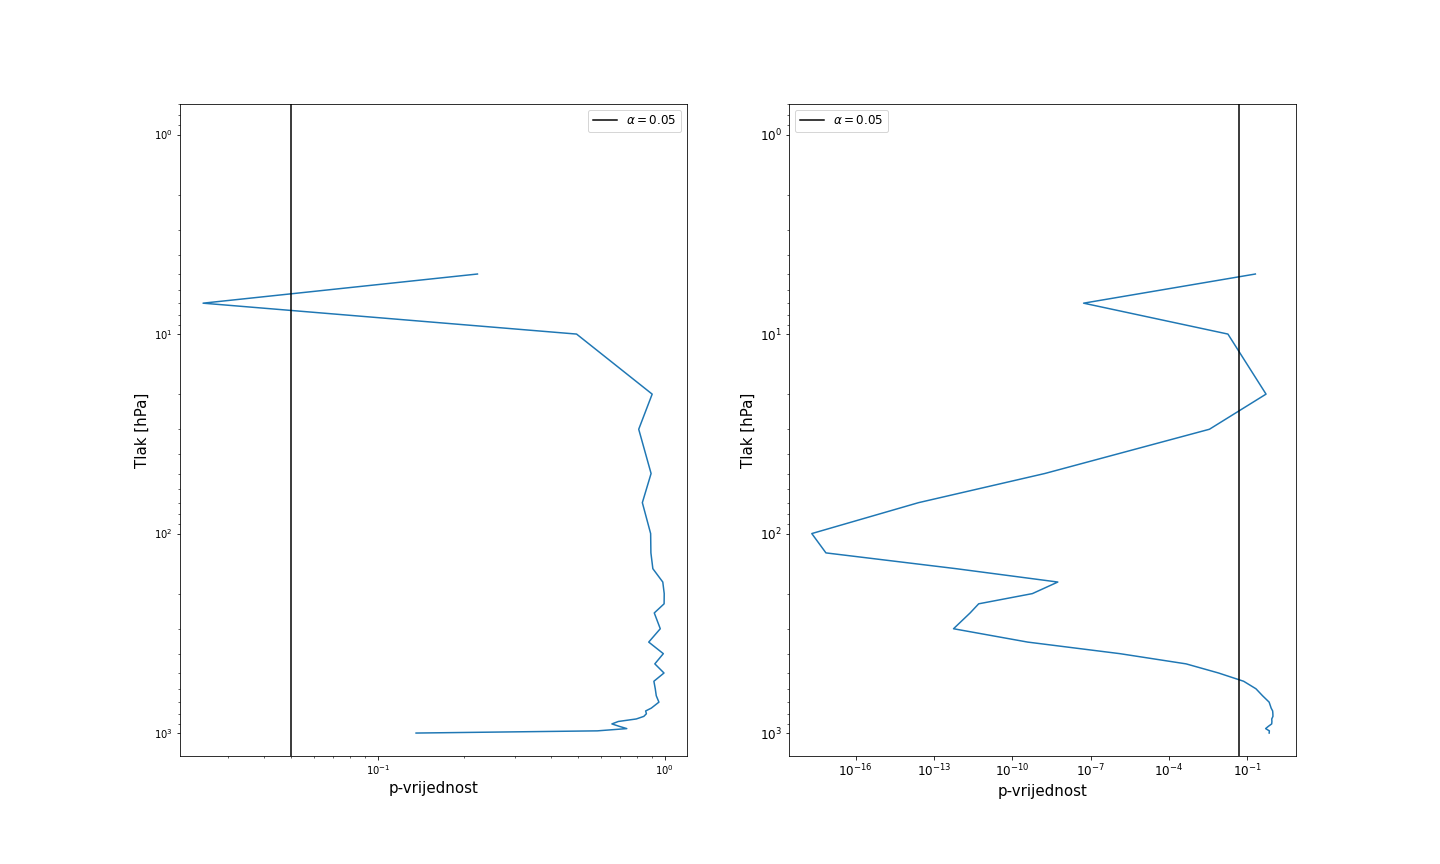 α = 0.05
10⁰
10¹
10²
10³
Tlak [hPa]
10⁻¹
10⁰
p-vrijednost
α = 0.05
10⁰
10¹
10²
10³
Tlak [hPa]
10⁻¹⁶
10⁻¹³
10⁻¹⁰
10⁻⁷
10⁻⁴
10⁻¹
p-vrijednost